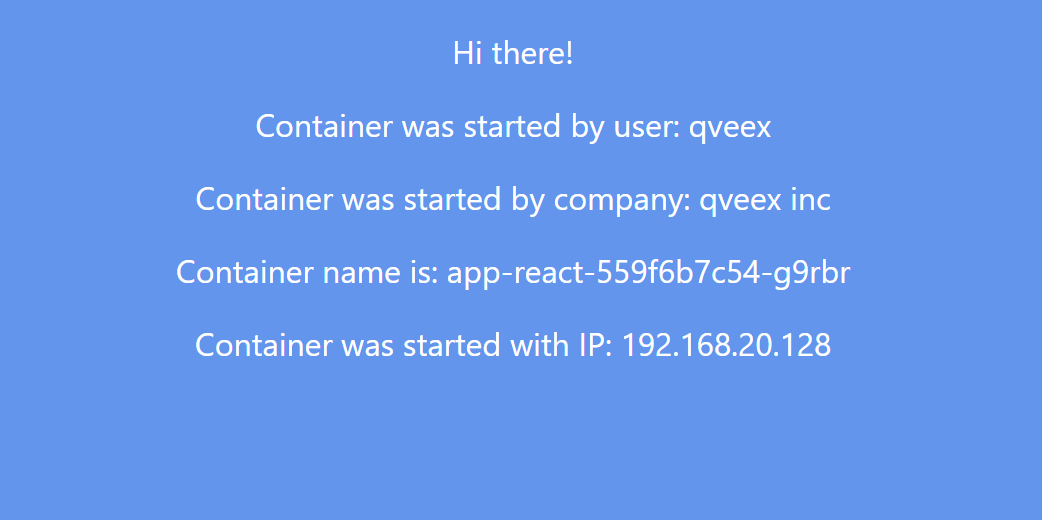 Hi there!
Container was started by user: qveex
Container was started by company: qveex inc
Container name is: app-react-559f6b7c54-g9rbr
Container was started with IP: 192.168.20.128